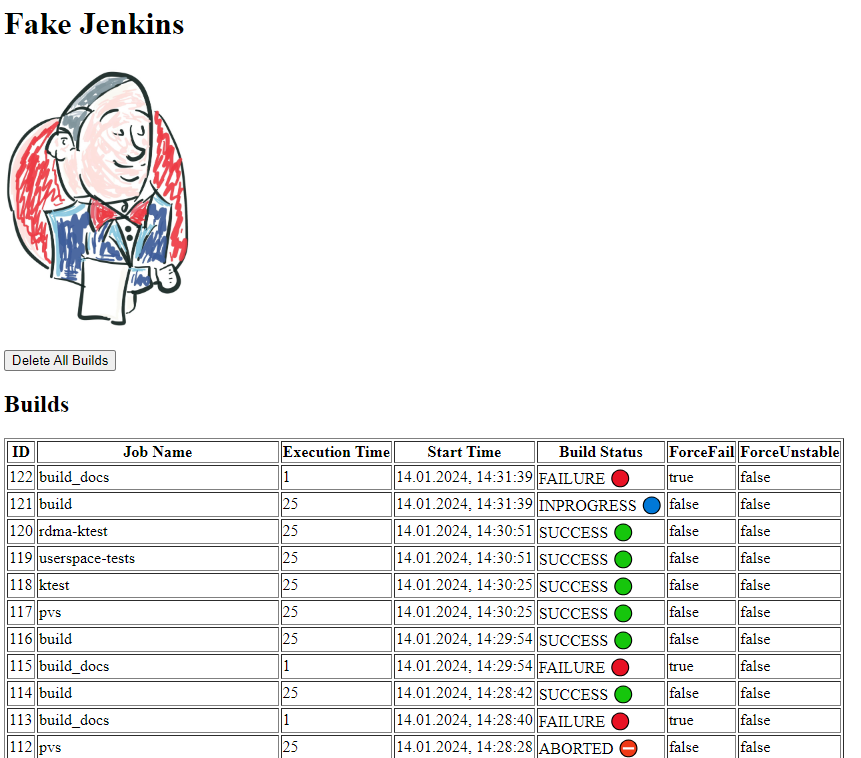 Fake Jenkins
Delete All Builds
Builds
ID Job Name Execution Time Start Time Build Status ForceFail ForceUnstable
122 build_docs 1 14.01.2024, 14:31:39 FAILURE true false
121 build 25 14.01.2024, 14:31:39 INPROGRESS false false
120 rdma-ktest 25 14.01.2024, 14:30:51 SUCCESS false false
119 userspace-tests 25 14.01.2024, 14:30:51 SUCCESS false false
118 ktest 25 14.01.2024, 14:30:25 SUCCESS false false
117 pvs 25 14.01.2024, 14:30:25 SUCCESS false false
116 build 25 14.01.2024, 14:29:54 SUCCESS false false
115 build_docs 1 14.01.2024, 14:29:54 FAILURE true false
114 build 25 14.01.2024, 14:28:42 SUCCESS false false
113 build_docs 1 14.01.2024, 14:28:40 FAILURE true false
112 pvs 25 14.01.2024, 14:28:28 ABORTED false false